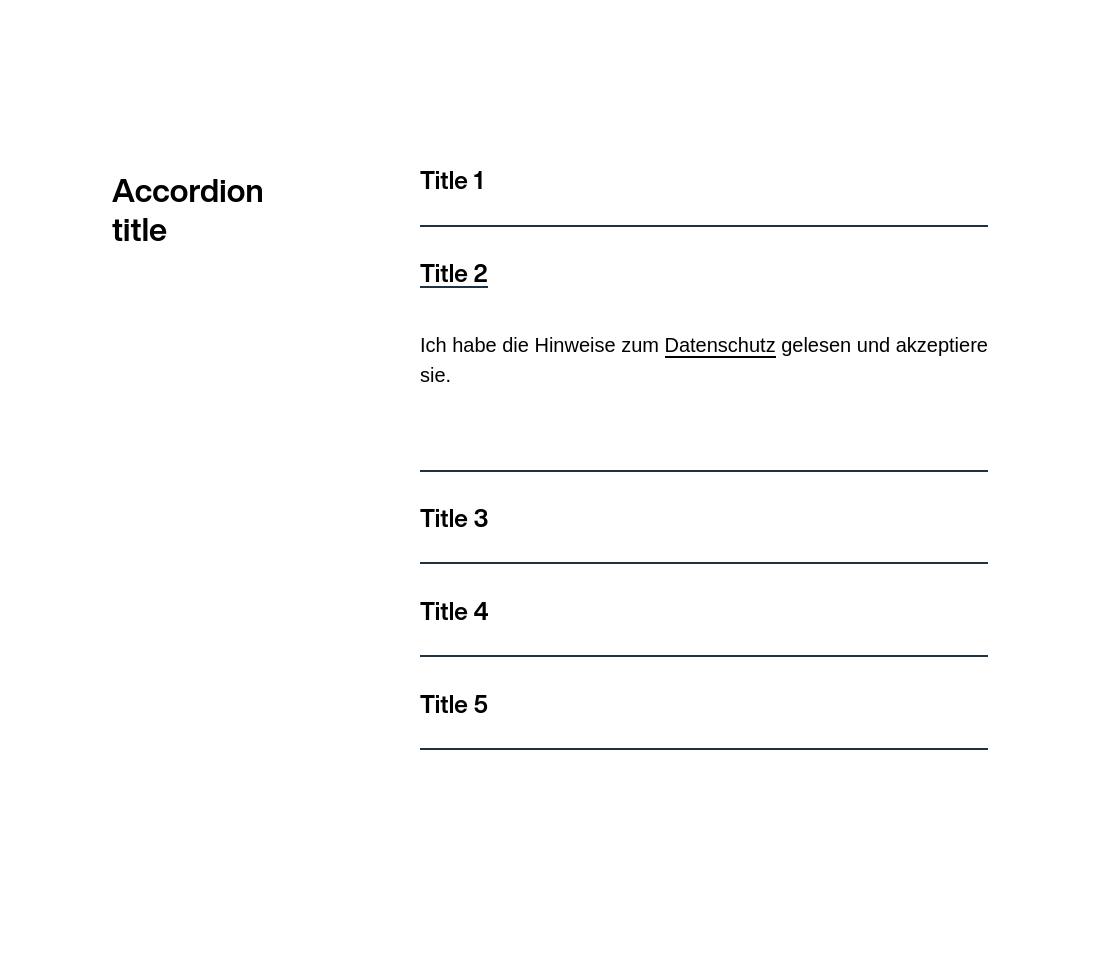 Accordion
title
Title 1
Title 2
Ich habe die Hinweise zum Datenschutz gelesen und akzeptiere
sie.
Title 3
Title 4
Title 5